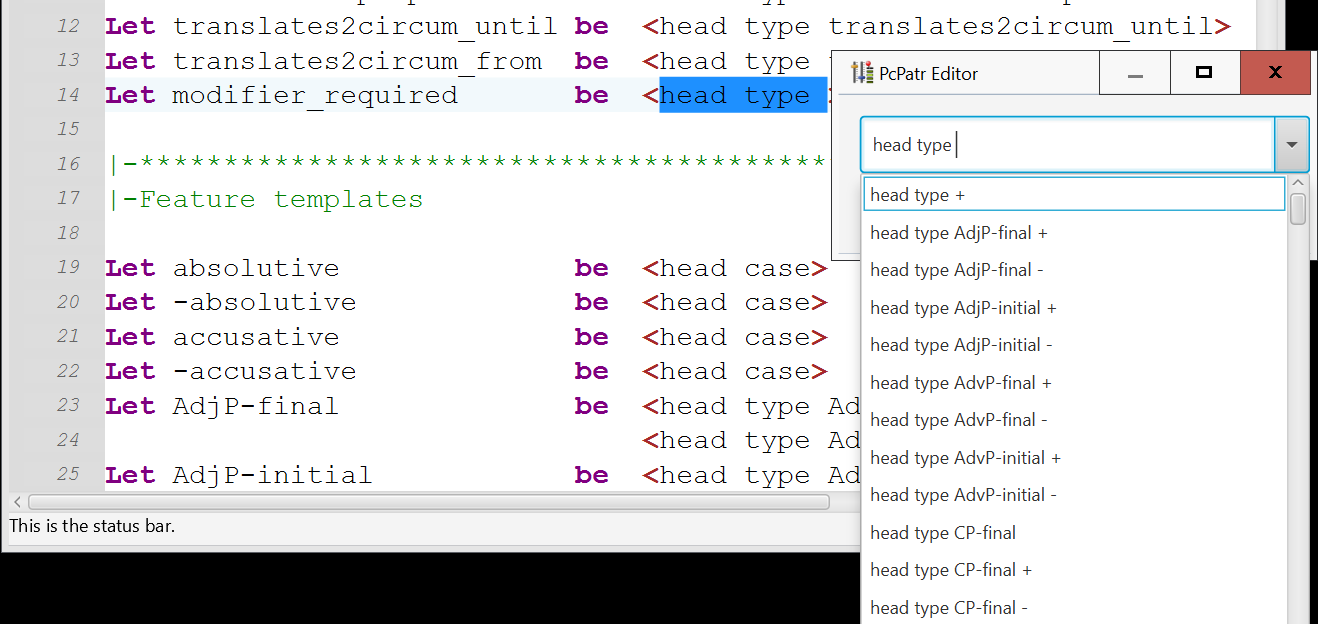 12 Let translates2circum_until be <head type translates2circum_until>
13 Let translates2circum_from be <head type
14 Let modifier_required be <head type
15
16 |-*****************************************
17 |-Feature templates
18
19 Let absolutive be <head case>
20 Let -absolutive be <head case>
21 Let accusative be <head case>
22 Let -accusative be <head case>
23 Let AdjP-final be <head type Ad
24 <head type Ad
25 Let AdjP-initial be <head type Ad
This is the status bar.
PcPatr Editor
head type
head type +
head type AdjP-final +
head type AdjP-final -
head type AdjP-initial +
head type AdjP-initial -
head type AdvP-final +
head type AdvP-final -
head type AdvP-initial +
head type AdvP-initial -
head type CP-final
head type CP-final +
head type CP-final -